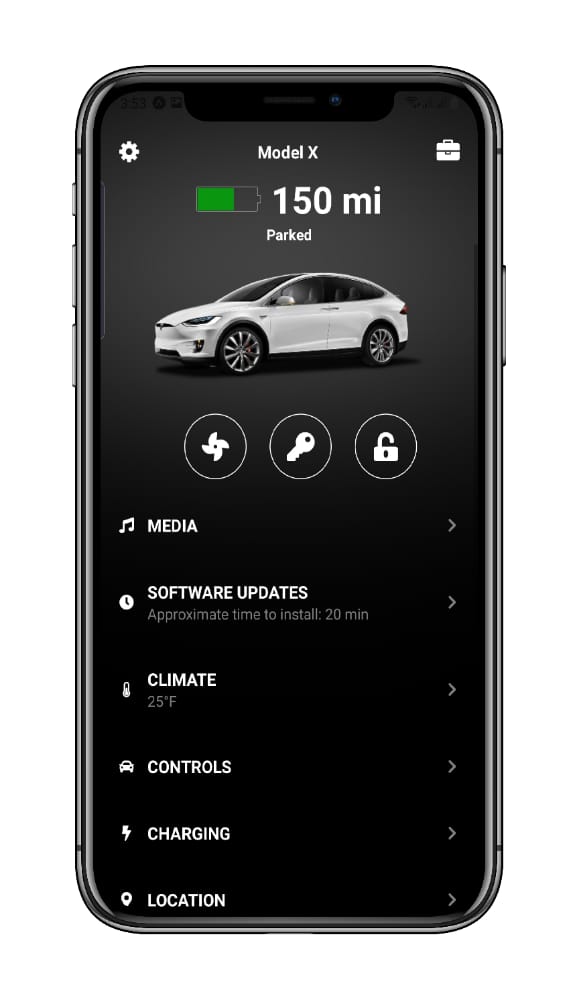 3:53
Model X
150 mi
Parked
MEDIA
SOFTWARE UPDATES
Approximate time to install: 20 min
CLIMATE
25°F
CONTROLS
CHARGING
LOCATION